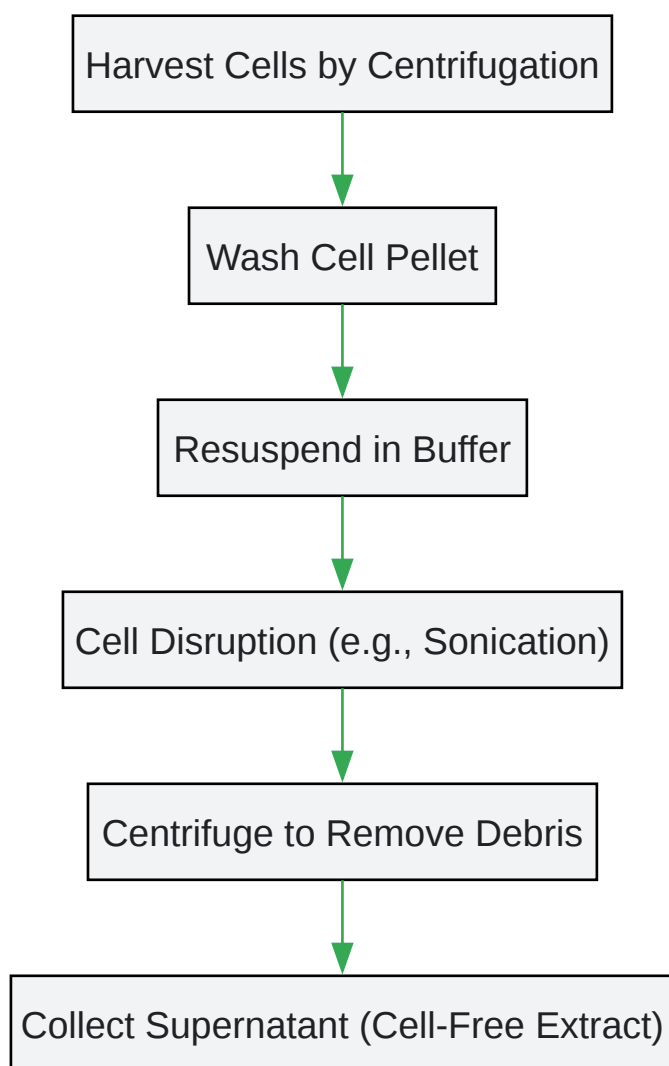 Harvest Cells by Centrifugation
Wash Cell Pellet
Resuspend in Buffer
Cell Disruption (e.g., Sonication)
Centrifuge to Remove Debris
Collect Supernatant (Cell-Free Extract)